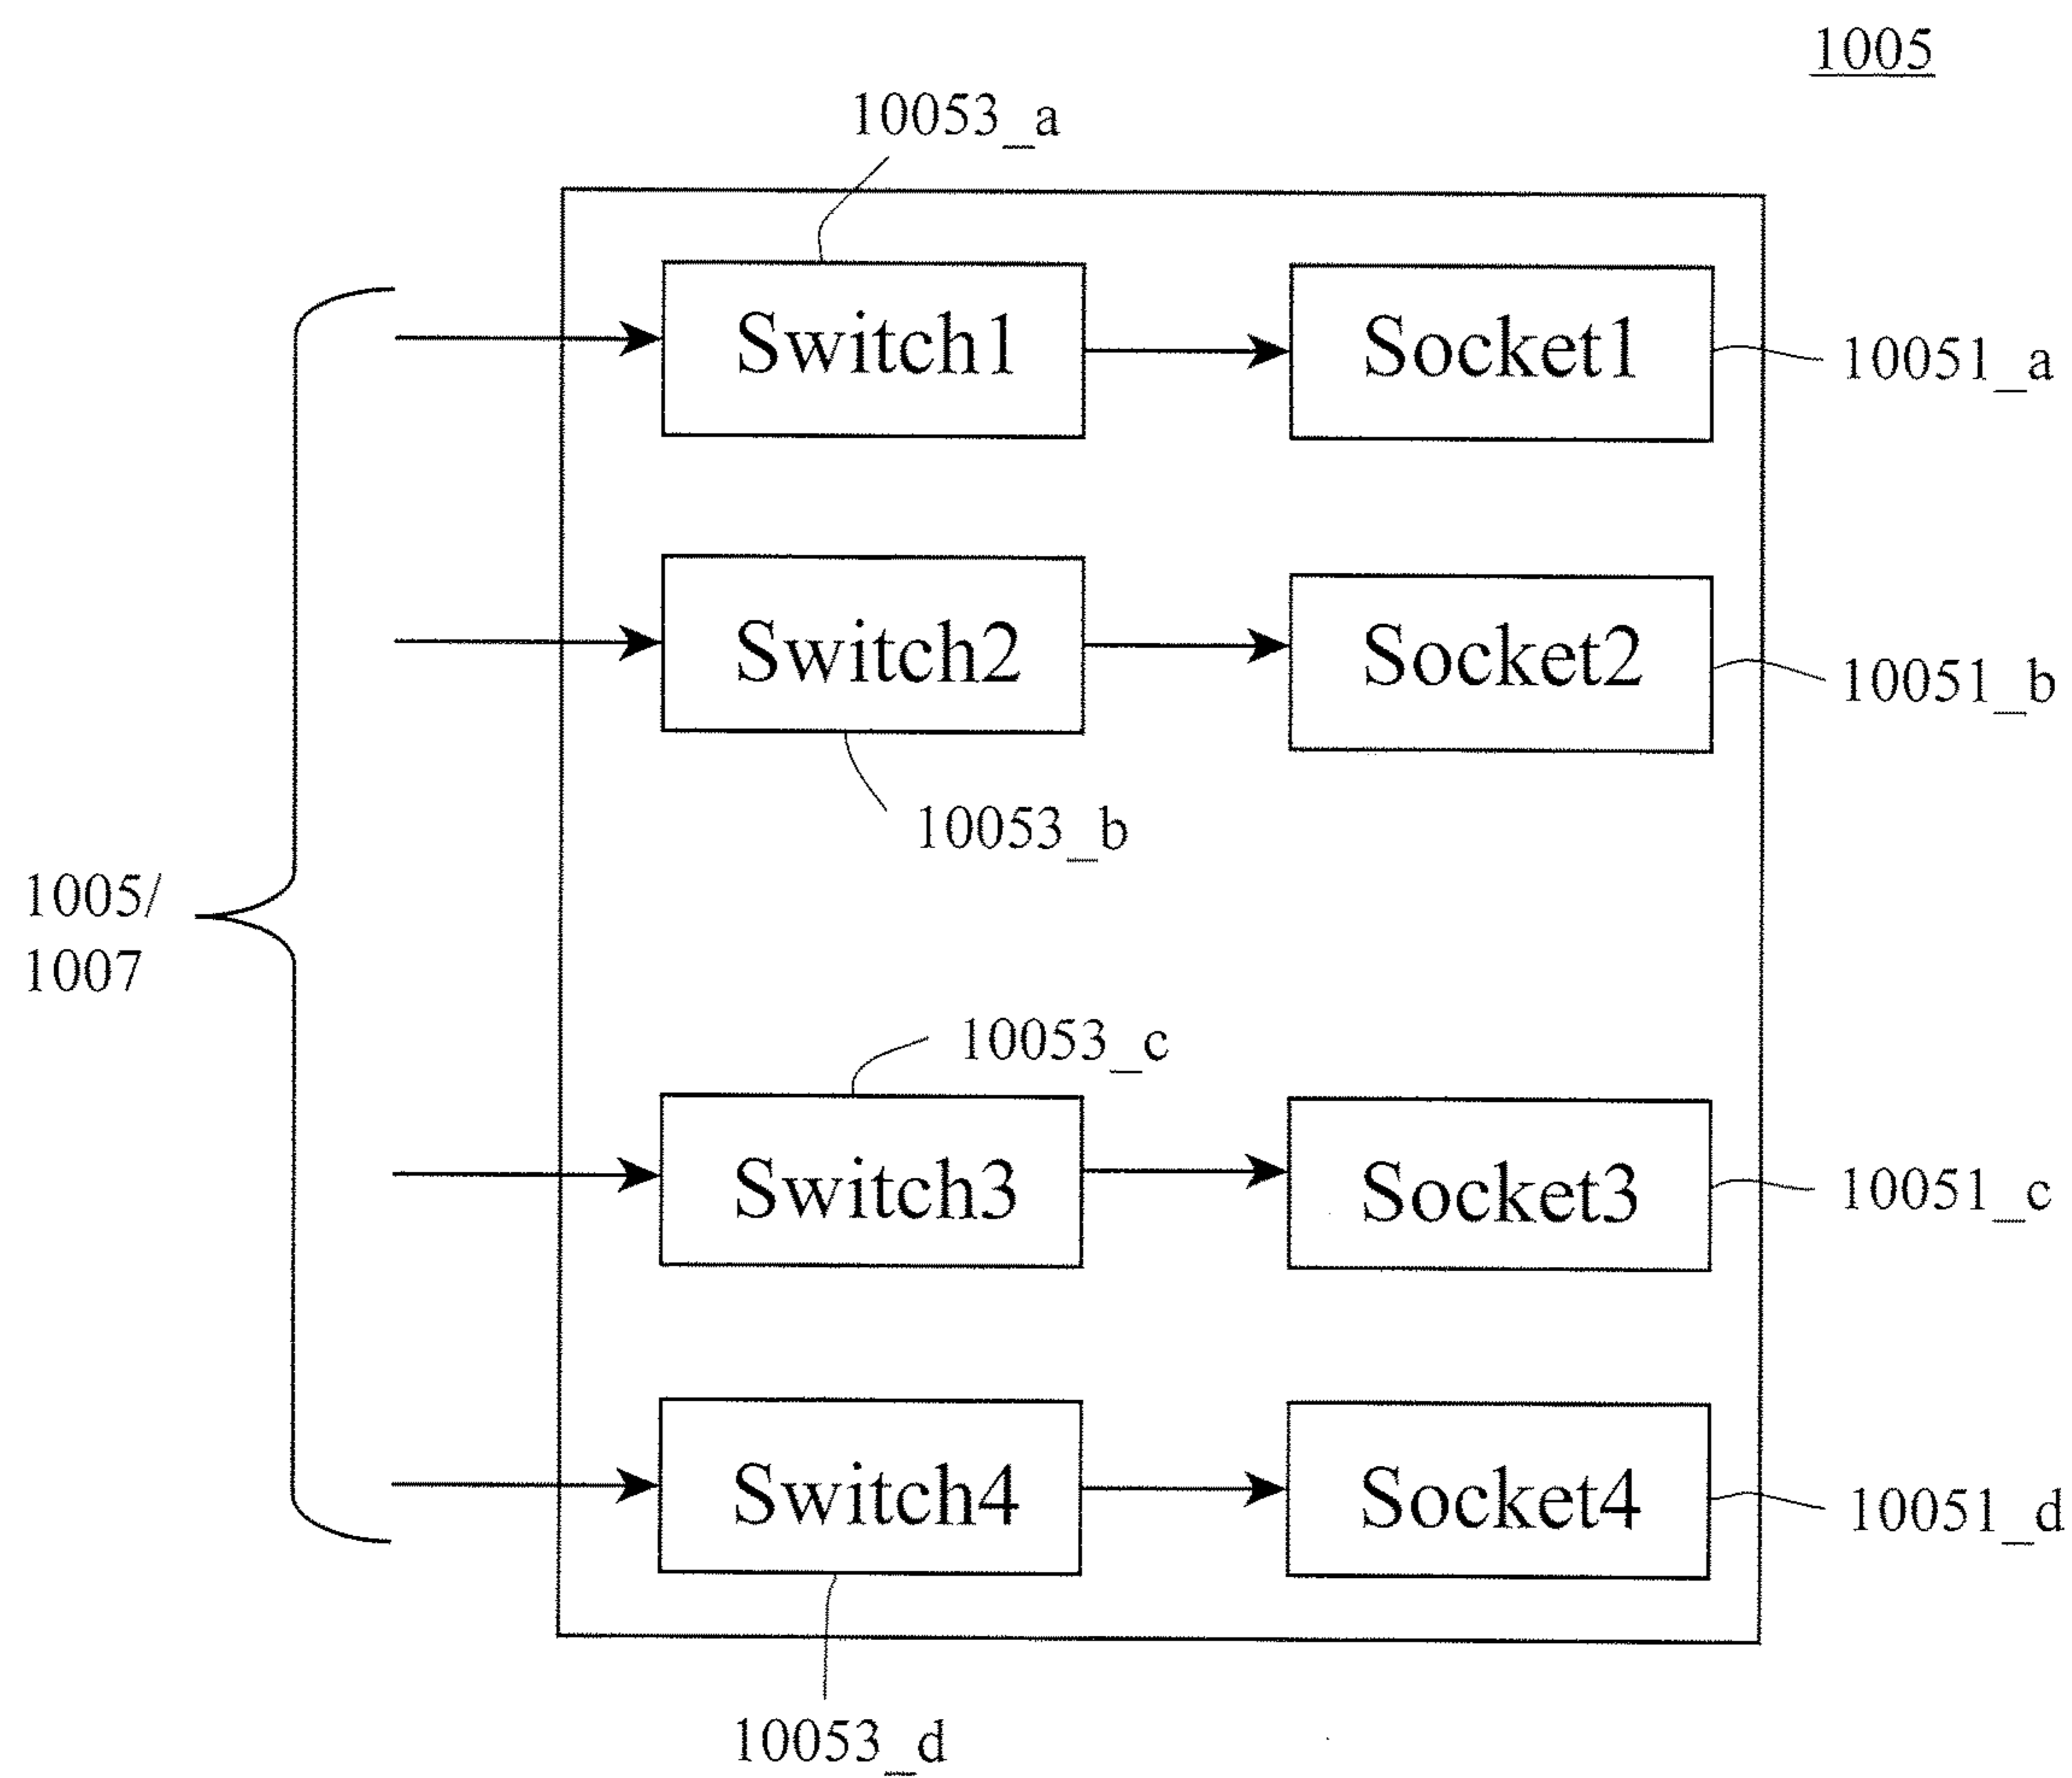 1005
10053_a
Switch1
Socket1
10051_a
Switch2
Socket2
10051_b
10053_b
1005/
1007
10053_c
Switch3
Socket3
10051_c
Switch4
Socket4
10051_d
10053_d